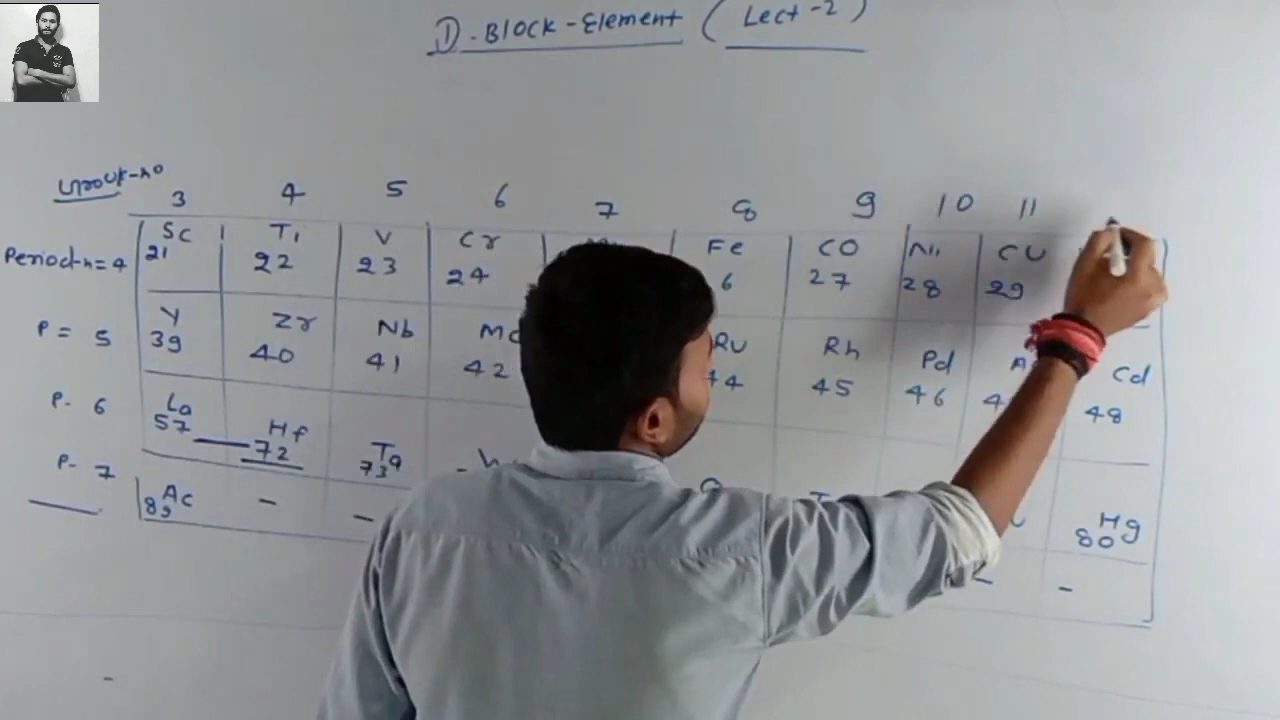 D-Block-Element (Lect-2)
Group-no
3 4 5 6 7 8 9 10 11
Period-n=4 Sc Ti V Cr Fe CO Ni CU
21 22 23 24 6 27 28 29
P= 5 Y Zr Nb Ru Rh Pd Cd
39 40 41 42 45 46 48
P- 6 La Hf Ta Hg
57 72 73 80
P- 7 Ac - - -
89